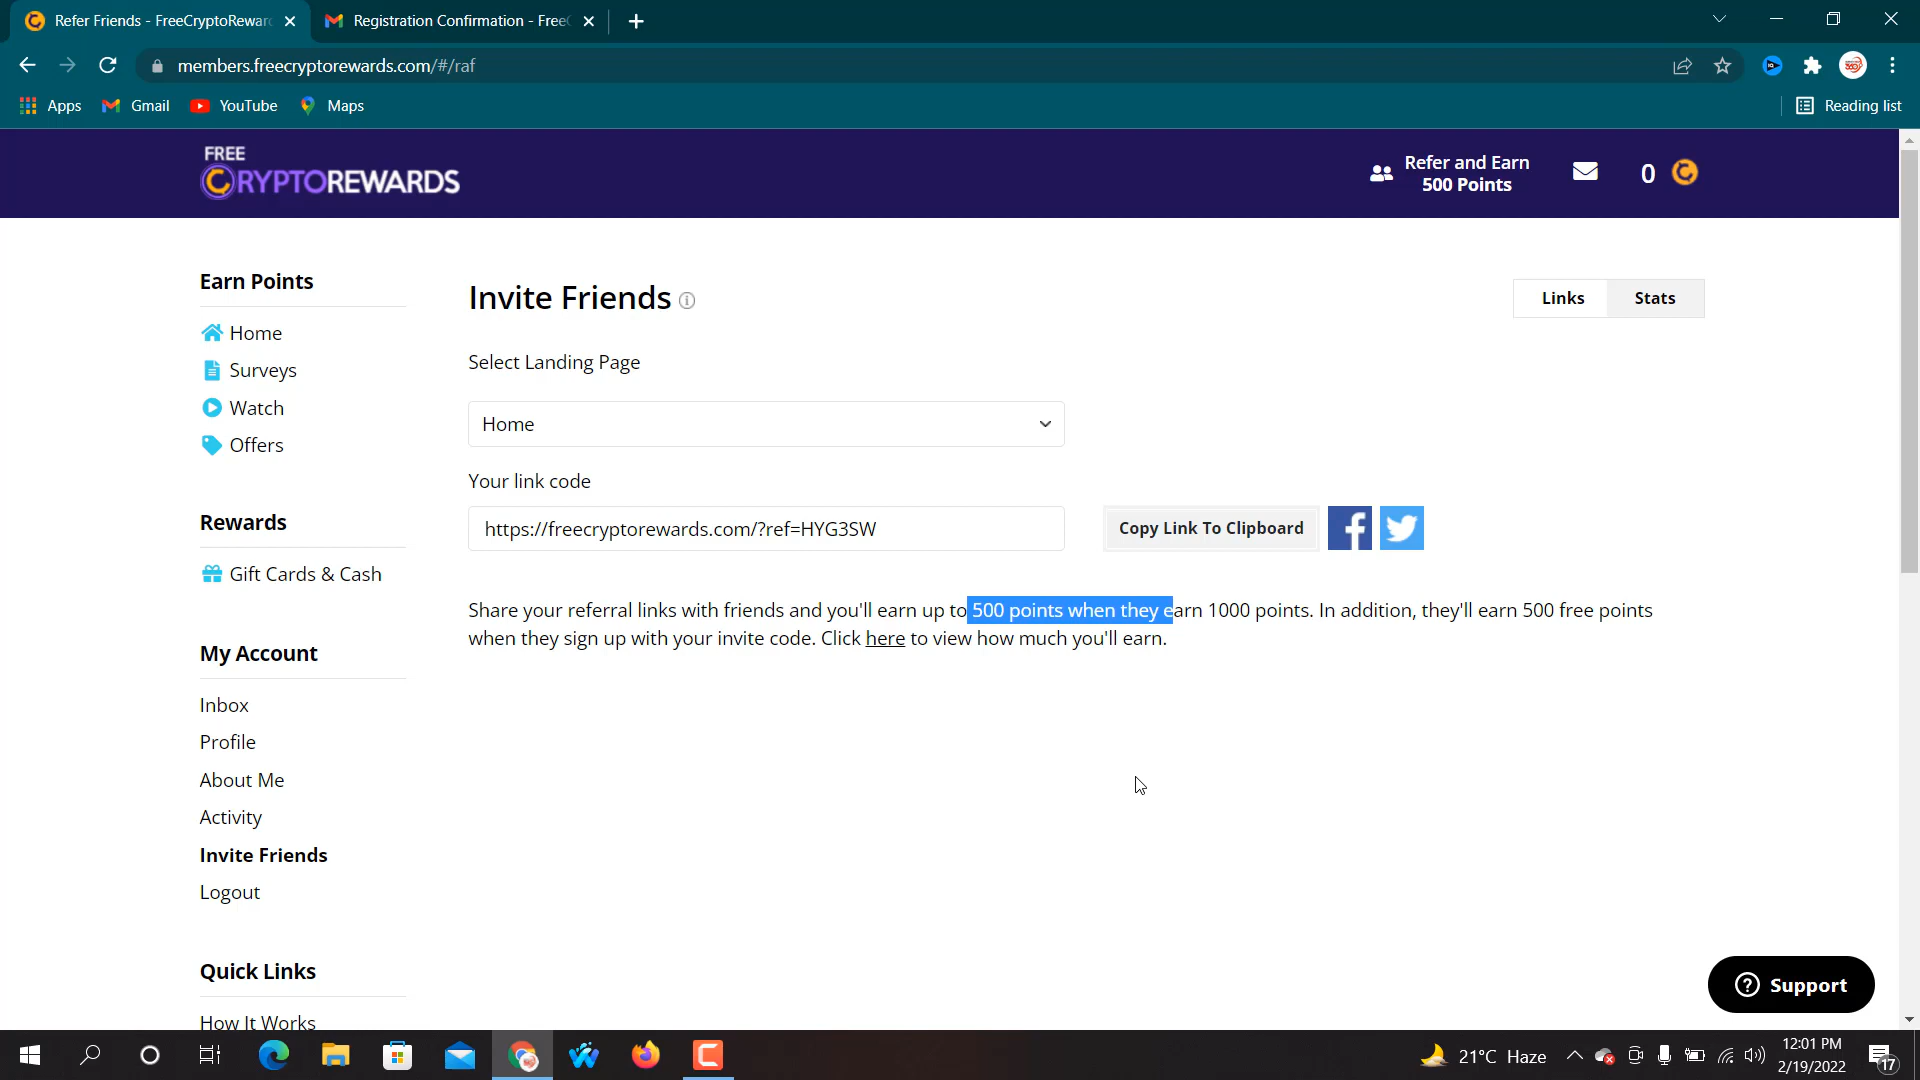 Refer Friends - FreeCryptoRewar
Registration Confirmation - Free
members.freecryptorewards.com/#/raf
Apps
Gmail
YouTube
Maps
Reading list
FREE
CRYPTOREWARDS
Refer and Earn
500 Points
0
Earn Points
Home
Surveys
Watch
Offers
Rewards
Gift Cards & Cash
My Account
Inbox
Profile
About Me
Activity
Invite Friends
Logout
Quick Links
How It Works
Invite Friends
Links
Stats
Select Landing Page
Home
Your link code
https://freecryptorewards.com/?ref=HYG3SW
Copy Link To Clipboard
Share your referral links with friends and you'll earn up to 500 points when they earn 1000 points. In addition, they'll earn 500 free points
when they sign up with your invite code. Click here to view how much you'll earn.
Support
21°C Haze
12:01 PM
2/19/2022
17